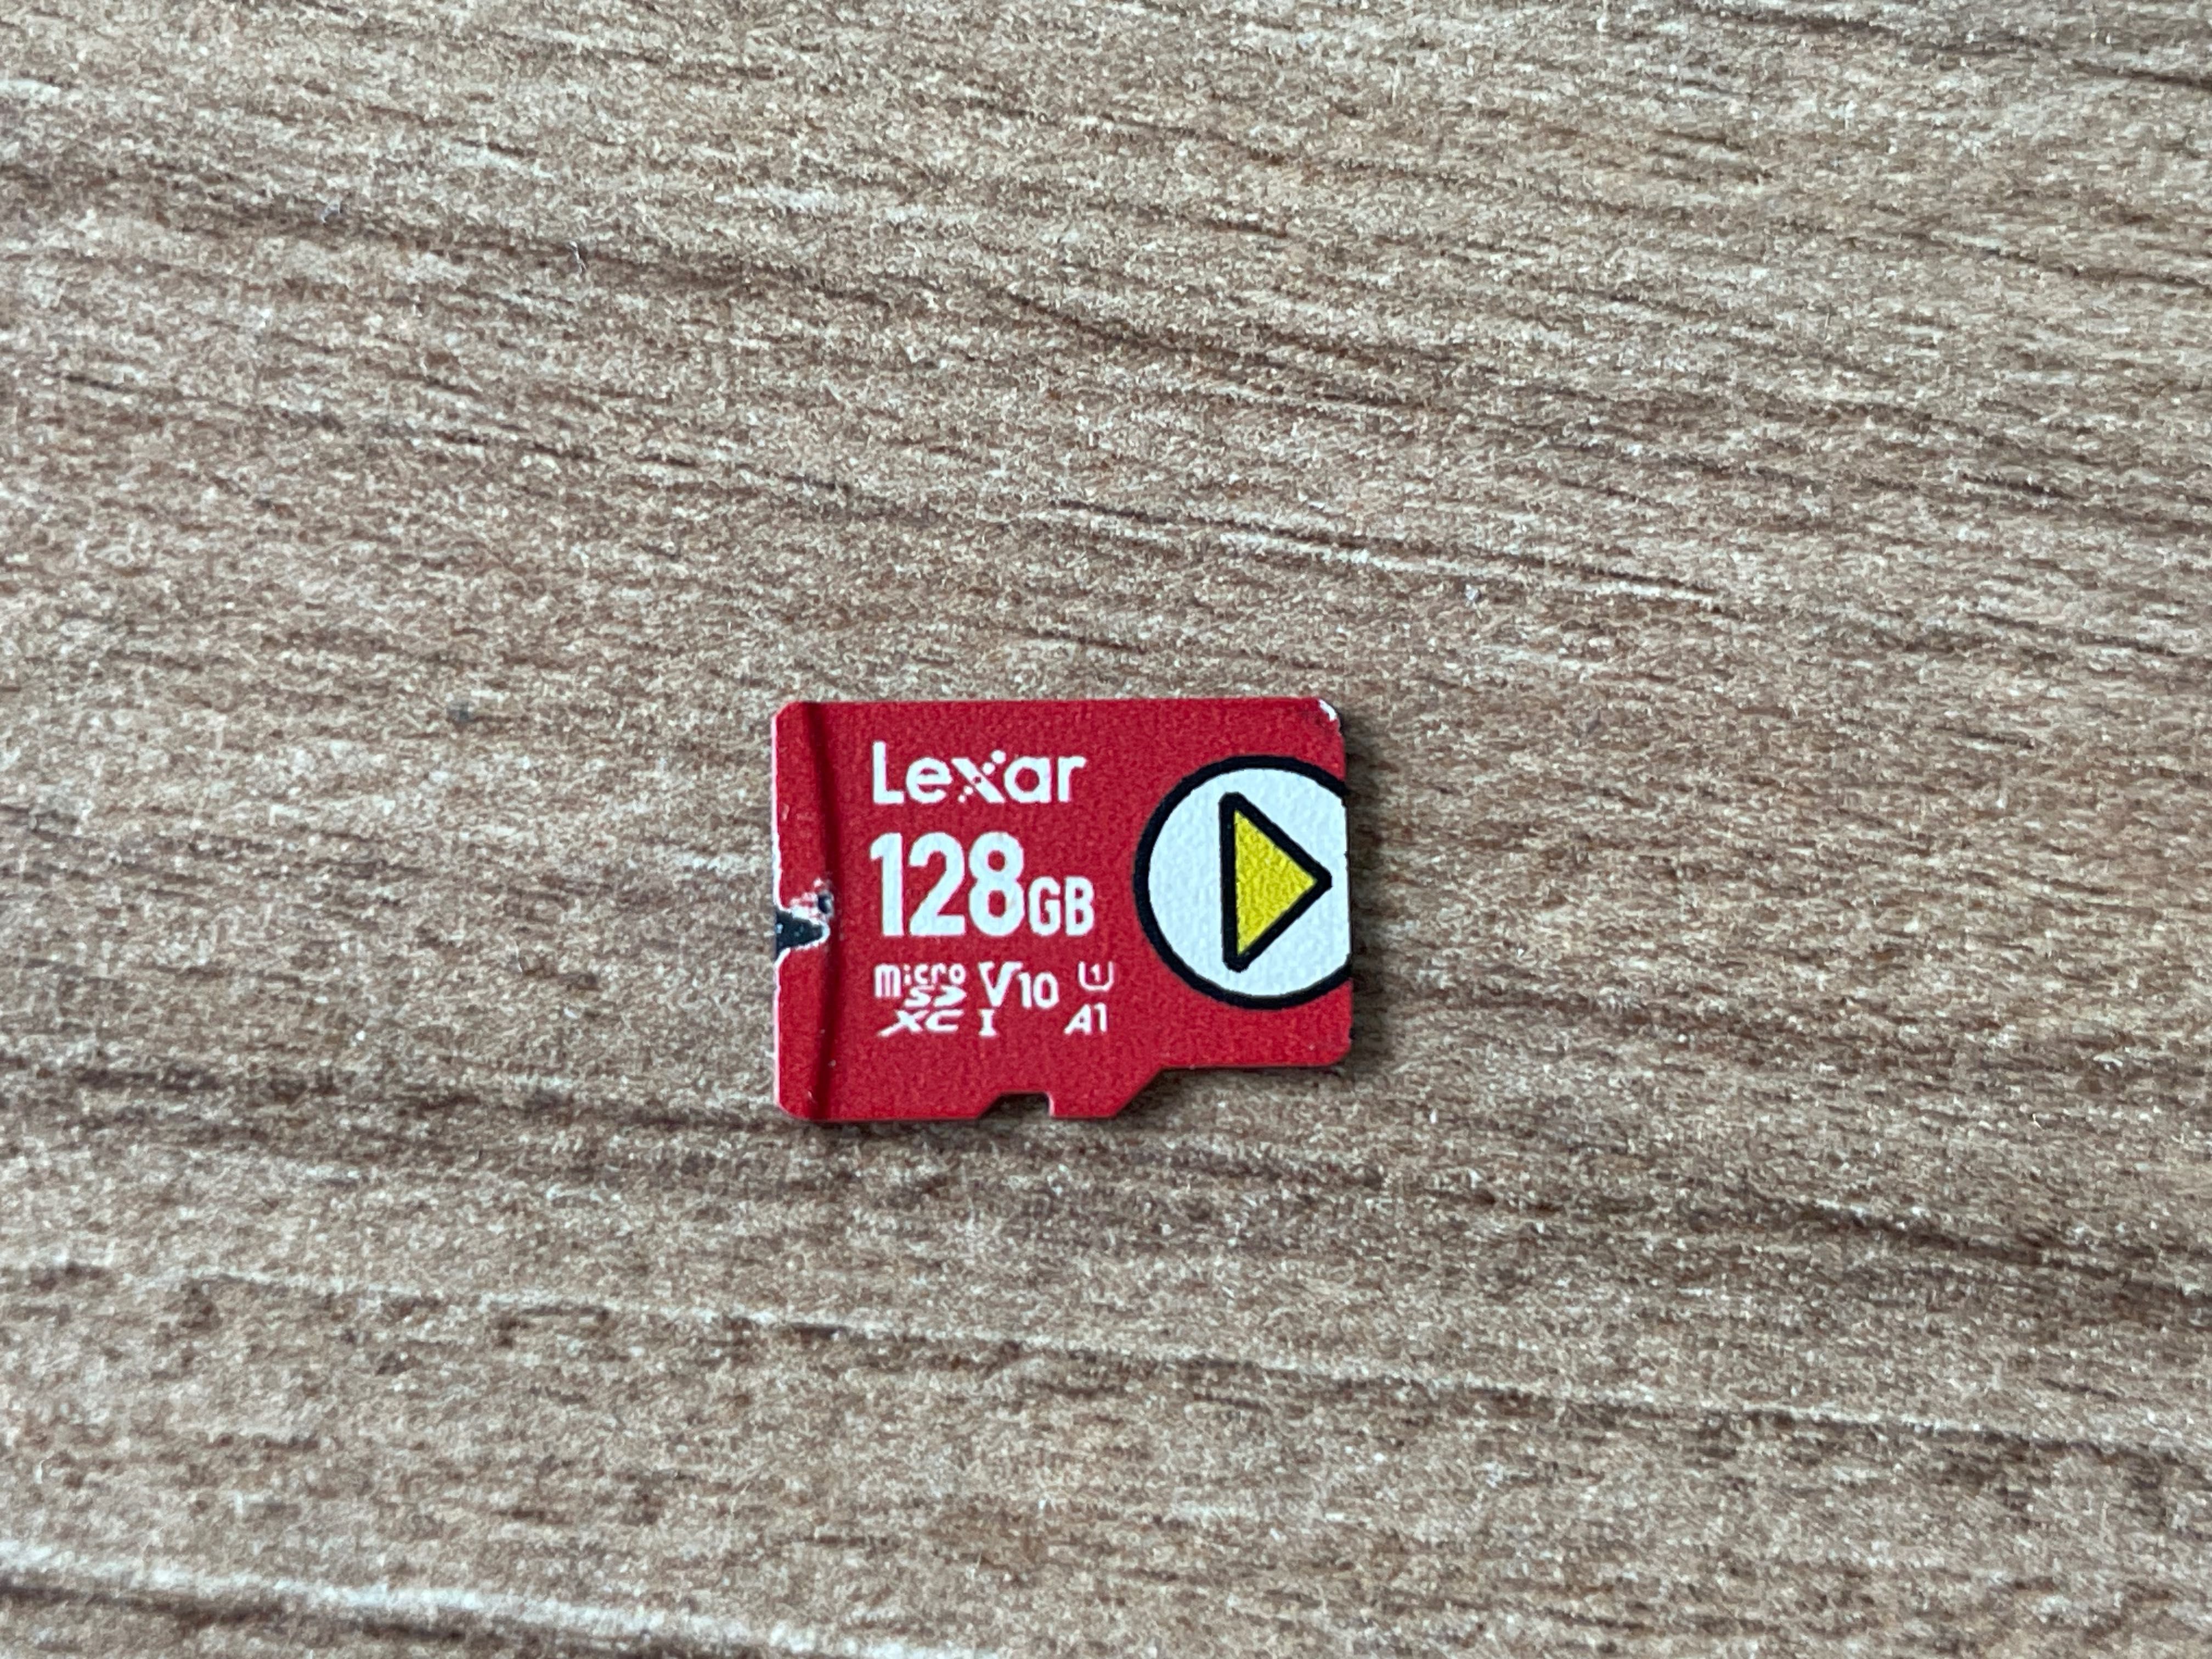 Lexar
128GB
micro SD XC V10 U1
I A1